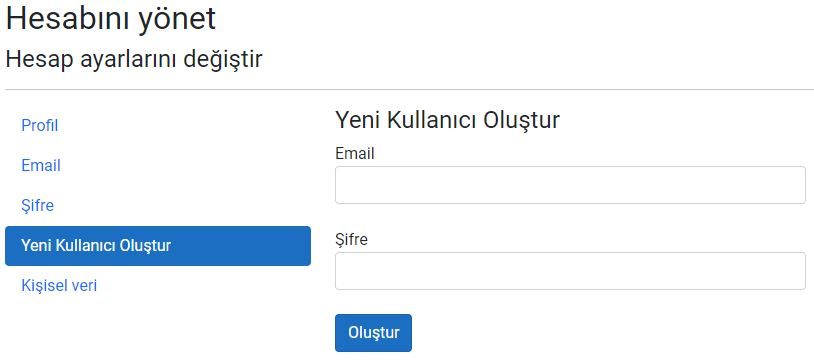 Hesabını yönet
Hesap ayarlarını değiştir
Profil
Email
Şifre
Yeni Kullanıcı Oluştur
Kişisel veri
Yeni Kullanıcı Oluştur
Email
Şifre
Oluştur